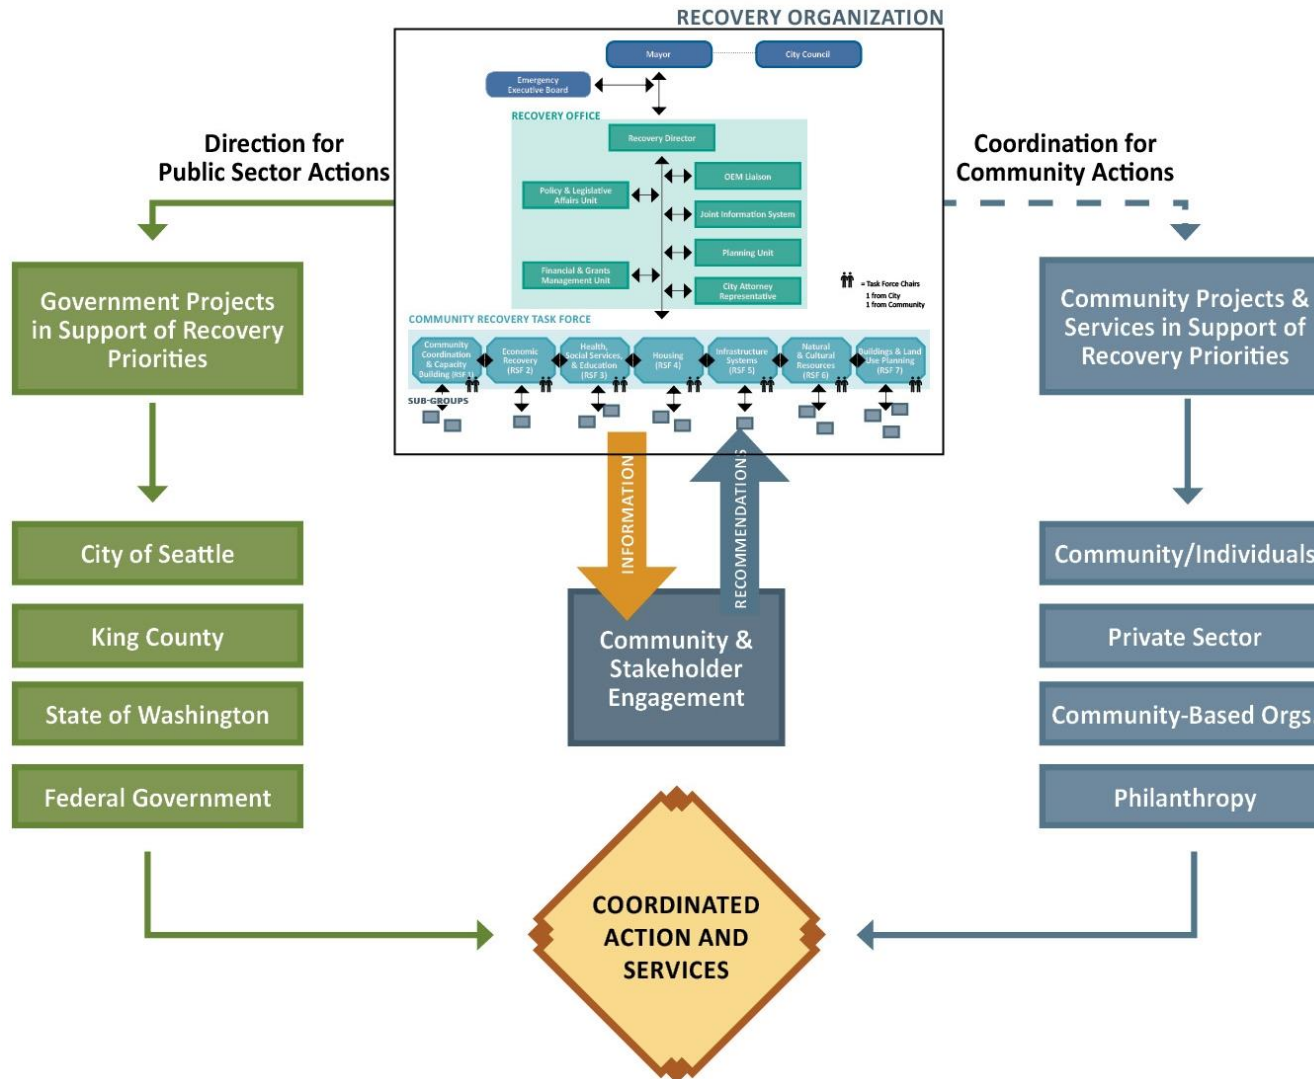 RECOVERY ORGANIZATION
Mayor
City Council
Emergency
Executive Board
RECOVERY OFFICE
Recovery Director
OEM Liaison
Policy & Legislative
Affairs Unit
Joint Information System
Planning Unit
Financial & Grants
Management Unit
City Attorney
Representative
= Task Force Chairs
1 from City
1 from Community
COMMUNITY RECOVERY TASK FORCE
Community
Coordination
& Capacity
Building (RSF 1)
Economic
Recovery
(RSF 2)
Health,
Social Services,
& Education
(RSF 3)
Housing
(RSF 4)
Infrastructure
Systems
(RSF 5)
Natural
& Cultural
Resources
(RSF 6)
Buildings & Land
Use Planning
(RSF 7)
SUB-GROUPS
Direction for
Public Sector Actions
Coordination for
Community Actions
Government Projects
in Support of Recovery
Priorities
Community Projects &
Services in Support of
Recovery Priorities
INFORMATION
RECOMMENDATIONS
City of Seattle
King County
State of Washington
Federal Government
Community &
Stakeholder
Engagement
Community/Individuals
Private Sector
Community-Based Orgs.
Philanthropy
COORDINATED
ACTION AND
SERVICES